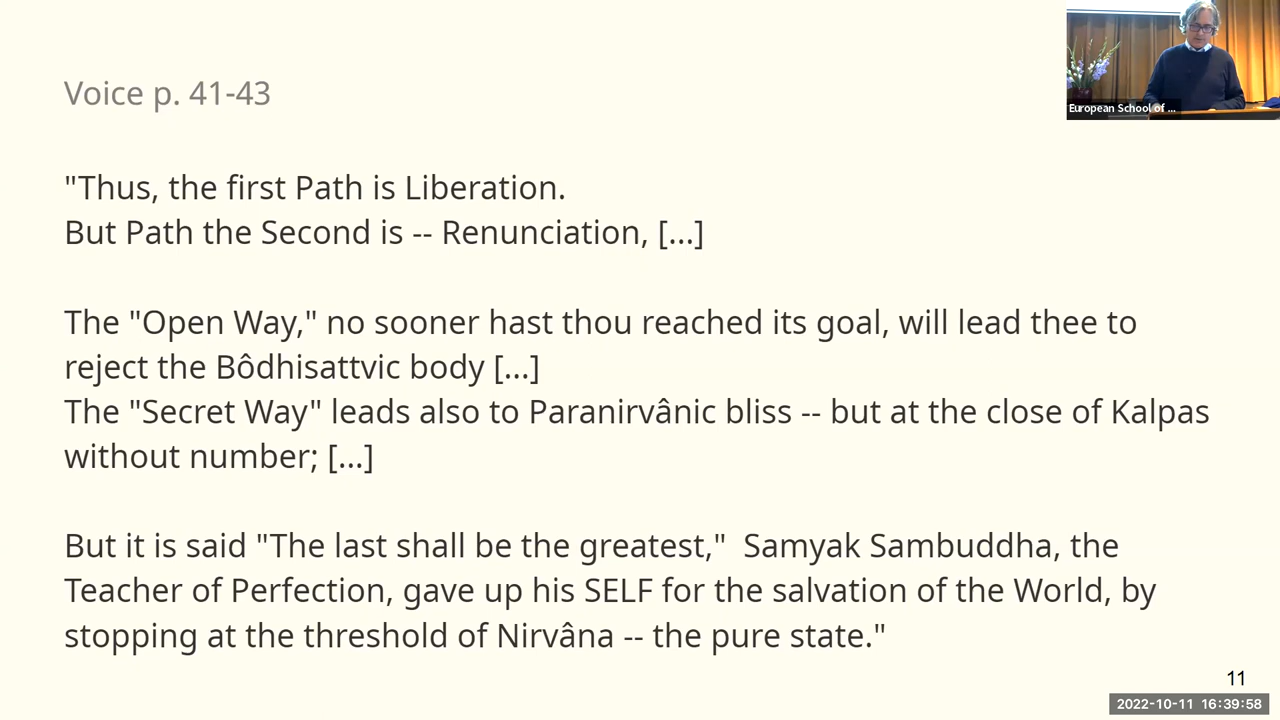 Voice p. 41-43
European School of ...
"Thus, the first Path is Liberation.
But Path the Second is -- Renunciation, [...]
The "Open Way," no sooner hast thou reached its goal, will lead thee to
reject the Bôdhisattvic body [...]
The "Secret Way" leads also to Paranirvânic bliss -- but at the close of Kalpas
without number; [...]
But it is said "The last shall be the greatest,"  Samyak Sambuddha, the
Teacher of Perfection, gave up his SELF for the salvation of the World, by
stopping at the threshold of Nirvâna -- the pure state."
11
2022-10-11 16:39:58